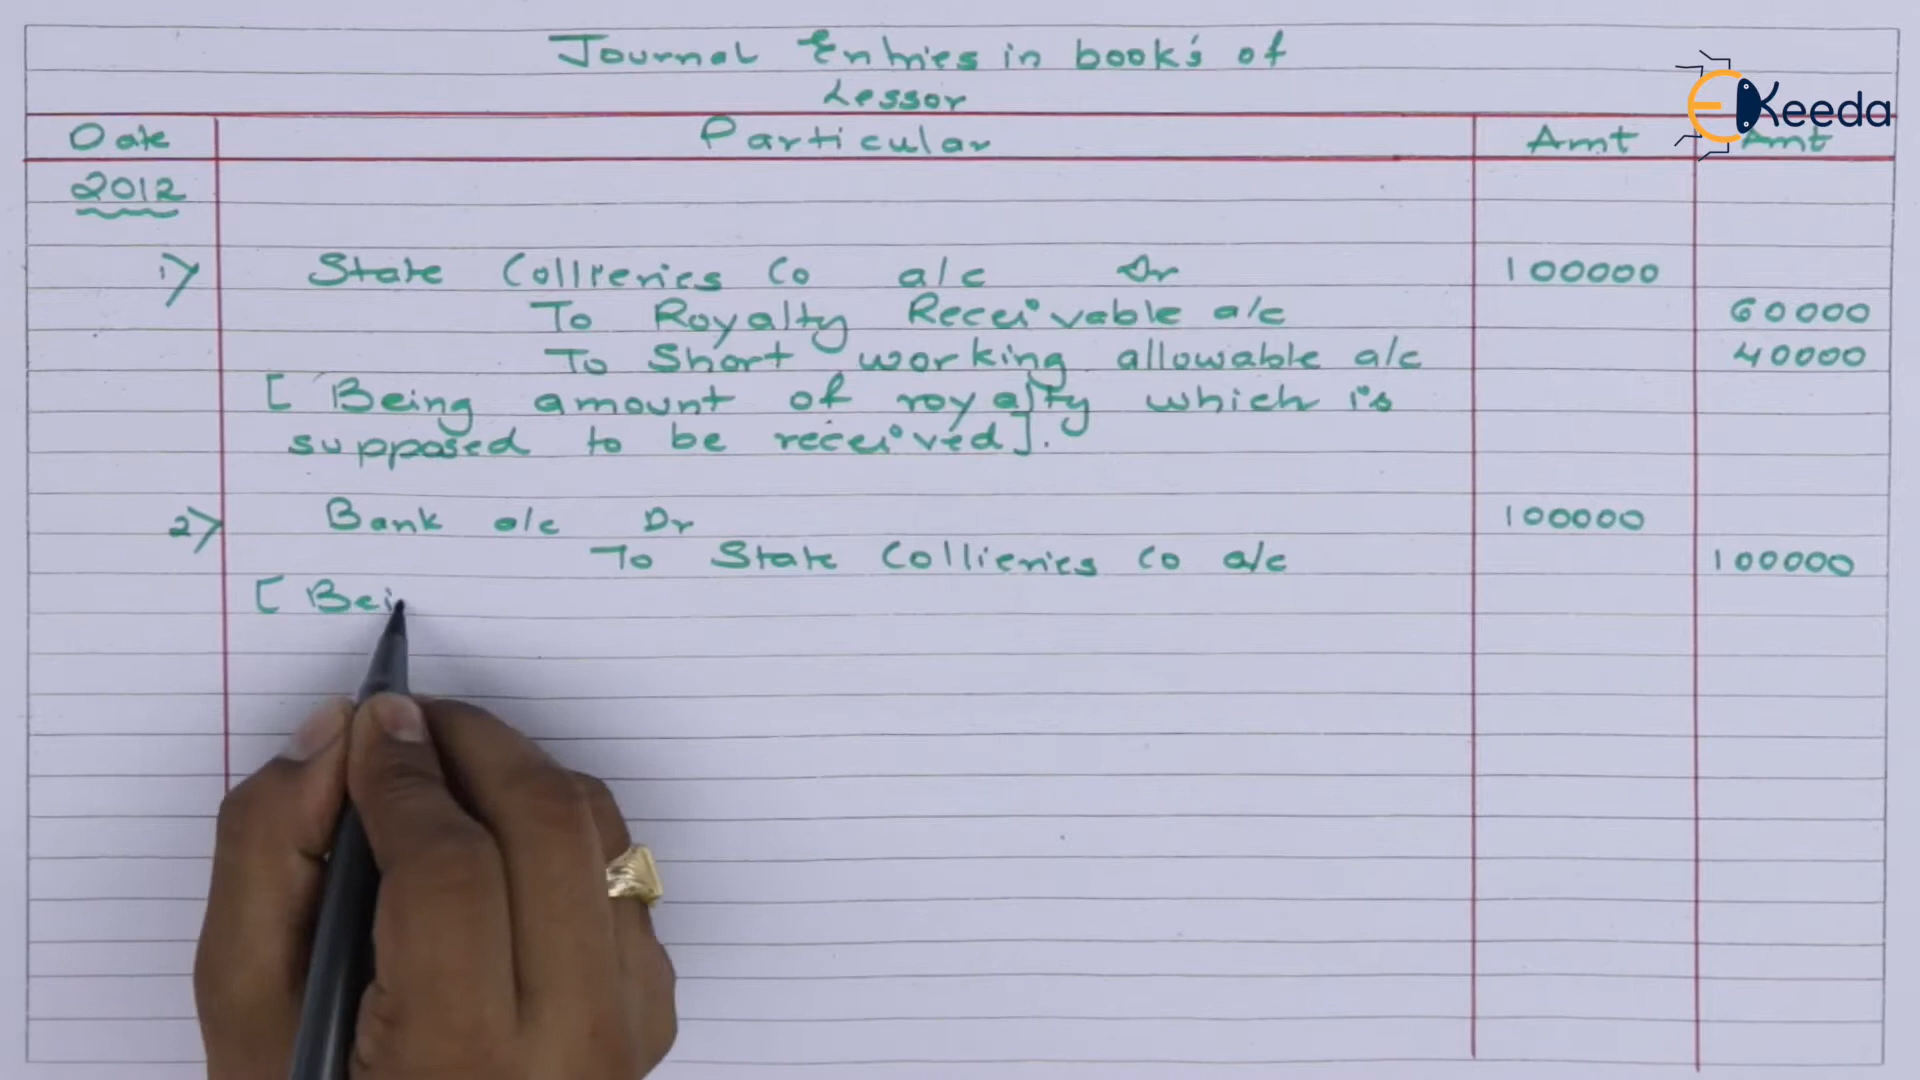 Journal Entries in book's of
Lessor
EKeeda
Date Particular Amt Amt
2012
1) State Collieries Co a/c Dr 100000
To Royalty Receivable a/c 60000
To Short working allowable a/c 40000
[ Being amount of royalty which is
supposed to be received].
2) Bank a/c Dr 100000
To State Collieries Co a/c 100000
[ Bei